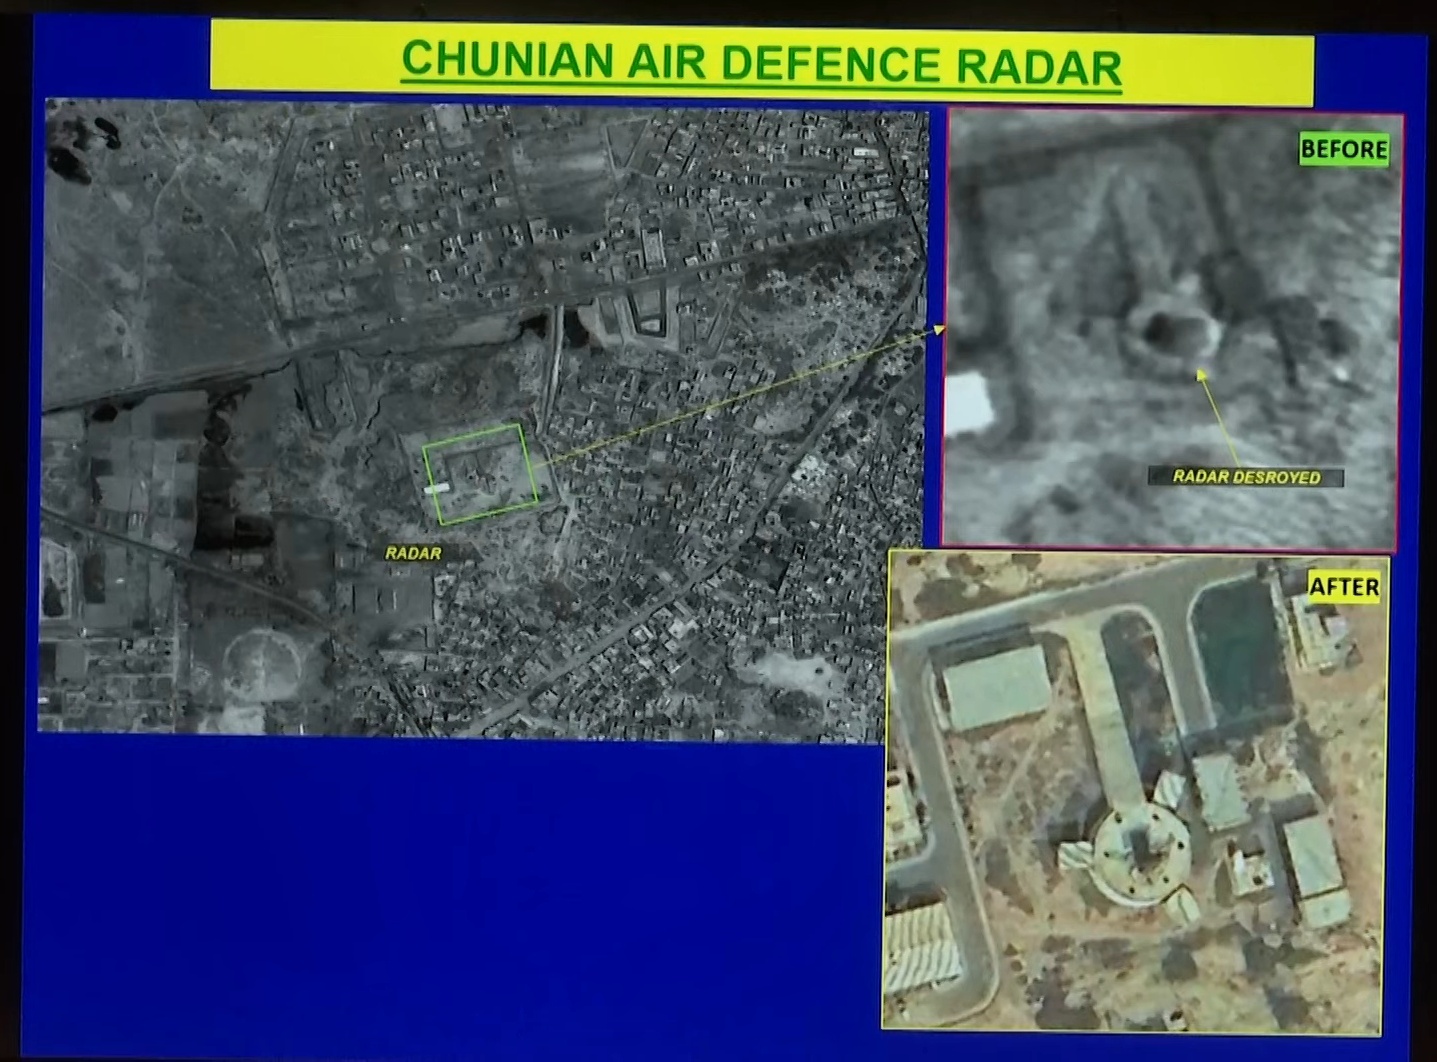 CHUNIAN AIR DEFENCE RADAR
BEFORE
RADAR DESROYED
RADAR
AFTER